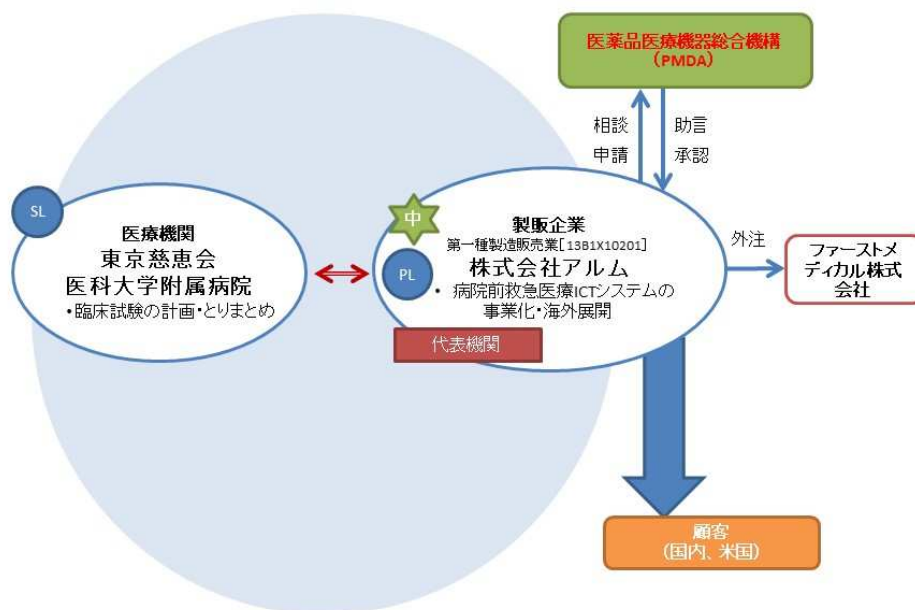 医薬品医療機器総合機構
(PMDA)
相談
申請
助言
承認
SL
医療機関
東京慈恵会
医科大学附属病院
・臨床試験の計画・とりまとめ
中
PL
製販企業
第一種製造販売業[13B1X10201]
株式会社アルム
・ 病院前救急医療ICTシステムの
事業化・海外展開
代表機関
外注
ファーストメ
ディカル株式
会社
顧客
(国内、米国)